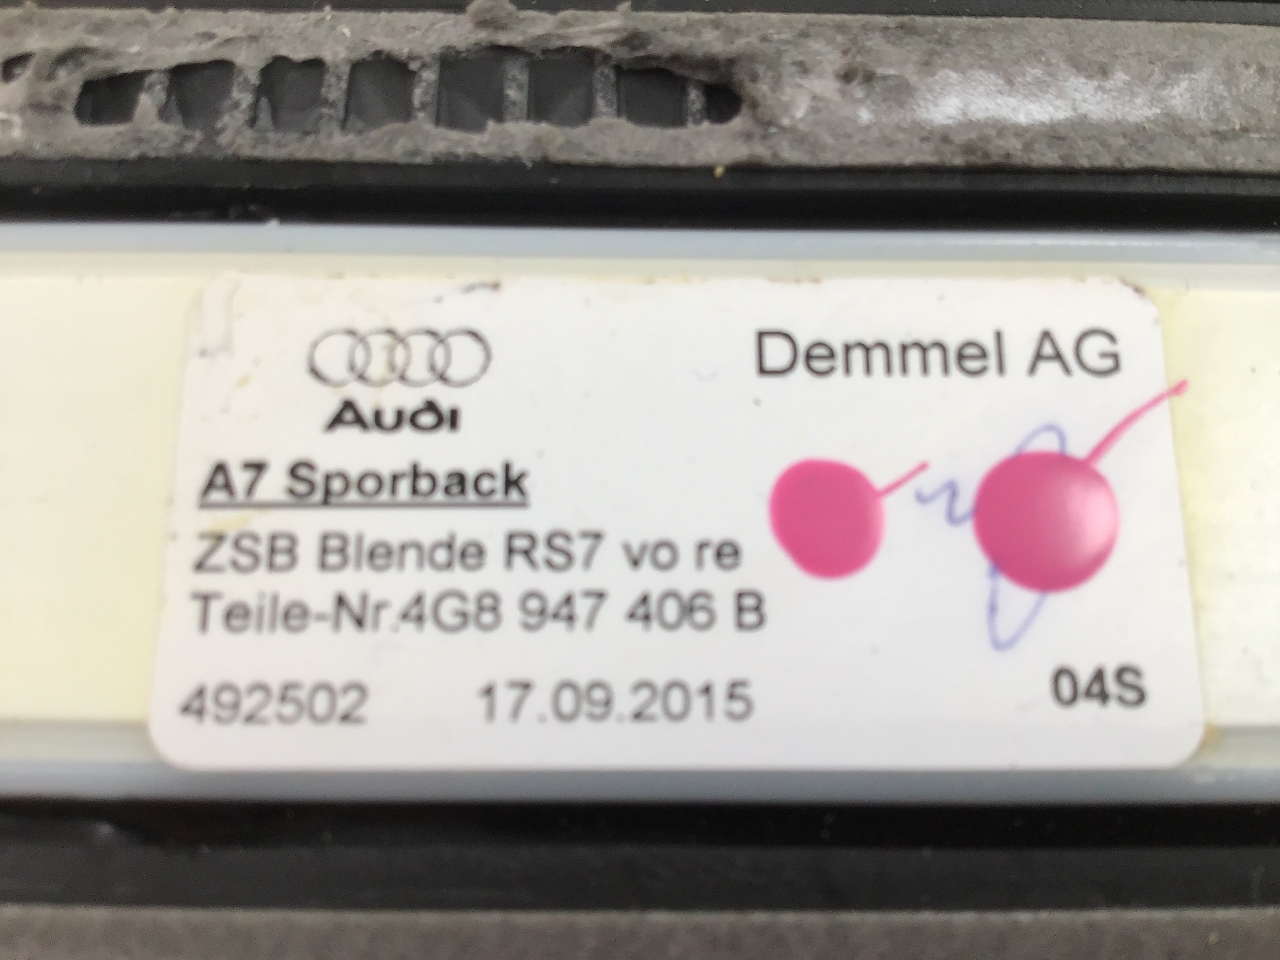 Audi
Demmel AG
A7 Sporback
ZSB Blende RS7 vo re
Teile-Nr.4G8 947 406 B
492502 17.09.2015 04S